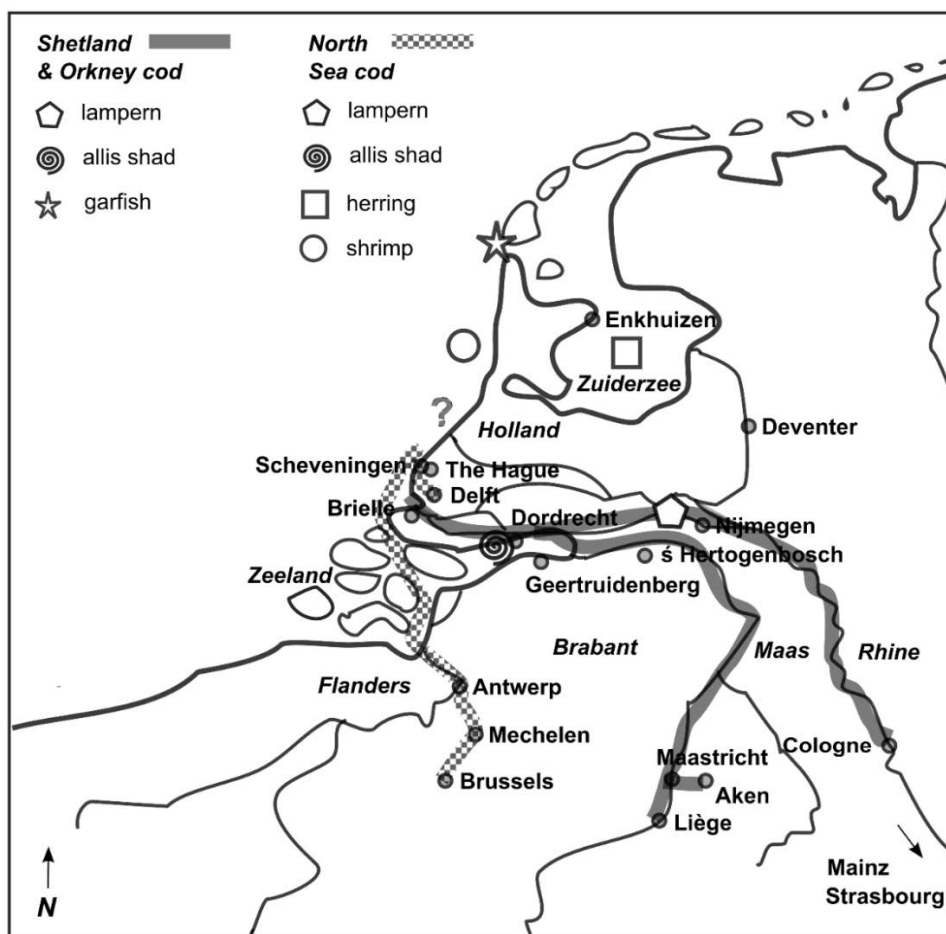 Shetland
& Orkney cod
lampern
allis shad
garfish
North
Sea cod
lampern
allis shad
herring
shrimp
Enkhuizen
Zuiderzee
?
Holland
Deventer
Scheveningen
The Hague
Delft
Brielle
Dordrecht
Nijmegen
ś Hertogenbosch
Geertruidenberg
Zeeland
Brabant
Maas
Rhine
Flanders
Antwerp
Mechelen
Brussels
Maastricht
Cologne
Aken
Liège
Mainz
Strasbourg
N